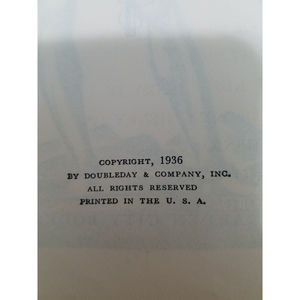 COPYRIGHT, 1936
BY DOUBLEDAY & COMPANY, INC.
ALL RIGHTS RESERVED
PRINTED IN THE U. S. A.